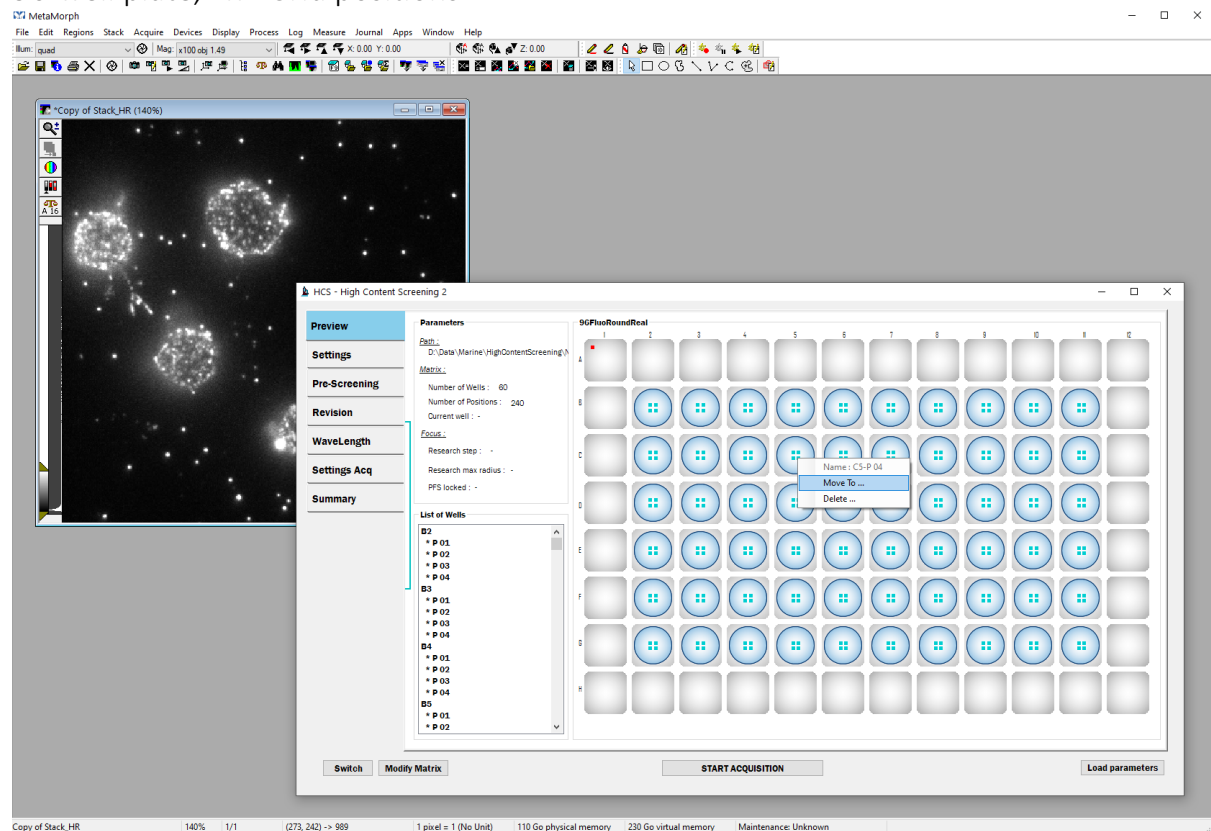 MetaMorph
File Edit Regions Stack Acquire Devices Display Process Log Measure Journal Apps Window Help
Illum: quad Mag: x100 obj 1.49 X: 0.00 Y: 0.00 Z: 0.00
*Copy of Stack_HR (140%)
A 16
HCS - High Content Screening 2
Preview
Settings
Pre-Screening
Revision
WaveLength
Settings Acq
Summary
Parameters
Path :
D:\Data\Marine\HighContentScreening\
Matrix :
Number of Wells : 60
Number of Positions : 240
Current well : -
Focus :
Research step : -
Research max radius : -
PFS locked : -
List of Wells
B2
* P 01
* P 02
* P 03
* P 04
B3
* P 01
* P 02
* P 03
* P 04
B4
* P 01
* P 02
* P 03
* P 04
B5
* P 01
* P 02
96FluoRoundReal
1 2 3 4 5 6 7 8 9 10 11 12
A
B
C
D
E
F
G
H
Name : C5-P 04
Move To ...
Delete ...
Switch Modify Matrix START ACQUISITION Load parameters
Copy of Stack_HR 140% 1/1 (273, 242) -> 989 1 pixel = 1 (No Unit) 110 Go physical memory 230 Go virtual memory Maintenance: Unknown